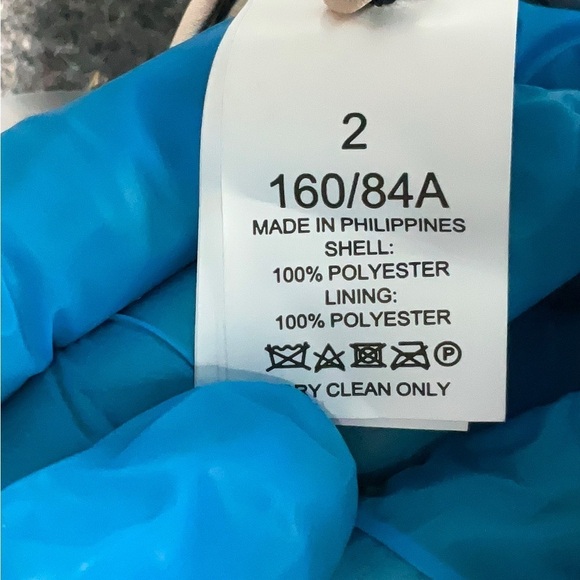 2
160/84A
MADE IN PHILIPPINES
SHELL:
100% POLYESTER
LINING:
100% POLYESTER
P
CLEAN ONLY